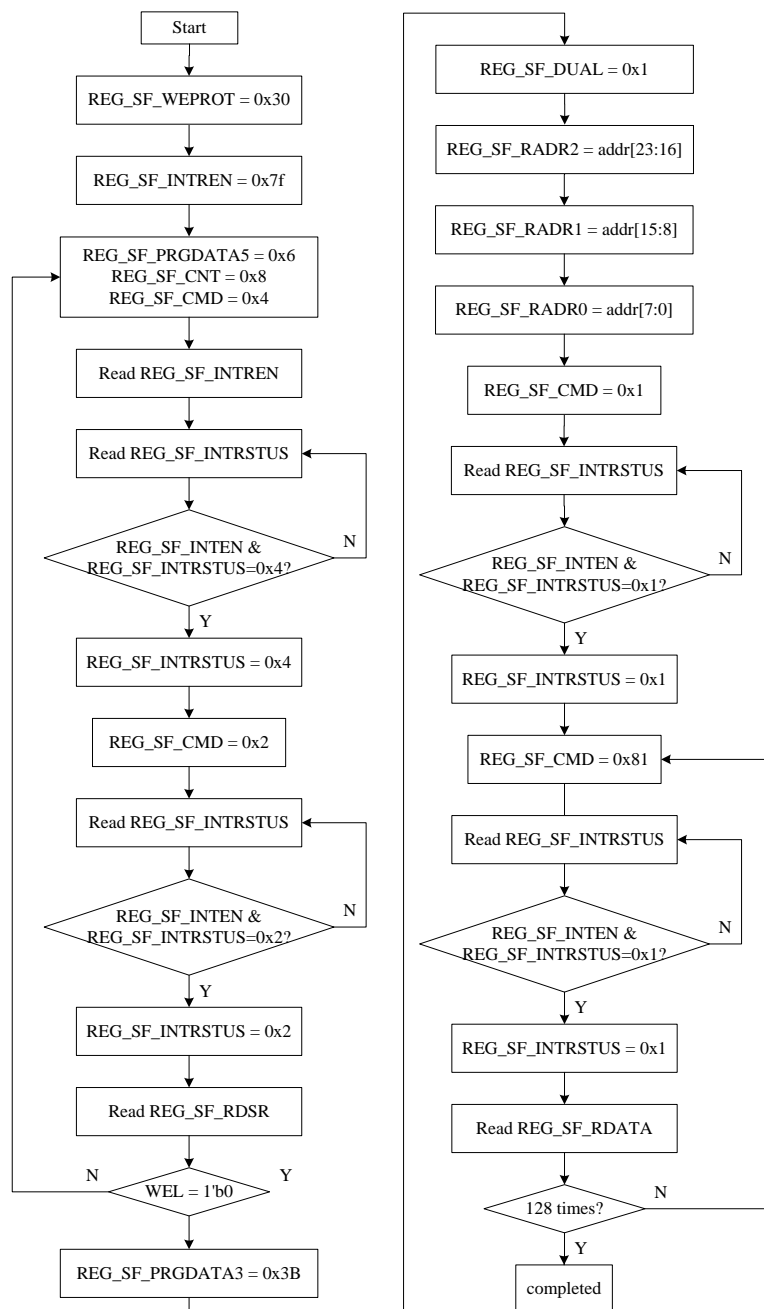 Start
REG_SF_WEPROT = 0x30
REG_SF_INTREN = 0x7f
REG_SF_PRGDATA5 = 0x6
REG_SF_CNT = 0x8
REG_SF_CMD = 0x4
Read REG_SF_INTREN
Read REG_SF_INTRSTUS
REG_SF_INTEN &
REG_SF_INTRSTUS=0x4?
N
Y
REG_SF_INTRSTUS = 0x4
REG_SF_CMD = 0x2
Read REG_SF_INTRSTUS
REG_SF_INTEN &
REG_SF_INTRSTUS=0x2?
N
Y
REG_SF_INTRSTUS = 0x2
Read REG_SF_RDSR
N
WEL = 1'b0
Y
REG_SF_PRGDATA3 = 0x3B
REG_SF_DUAL = 0x1
REG_SF_RADR2 = addr[23:16]
REG_SF_RADR1 = addr[15:8]
REG_SF_RADR0 = addr[7:0]
REG_SF_CMD = 0x1
Read REG_SF_INTRSTUS
REG_SF_INTEN &
REG_SF_INTRSTUS=0x1?
N
Y
REG_SF_INTRSTUS = 0x1
REG_SF_CMD = 0x81
Read REG_SF_INTRSTUS
REG_SF_INTEN &
REG_SF_INTRSTUS=0x1?
N
Y
REG_SF_INTRSTUS = 0x1
Read REG_SF_RDATA
128 times?
N
Y
completed